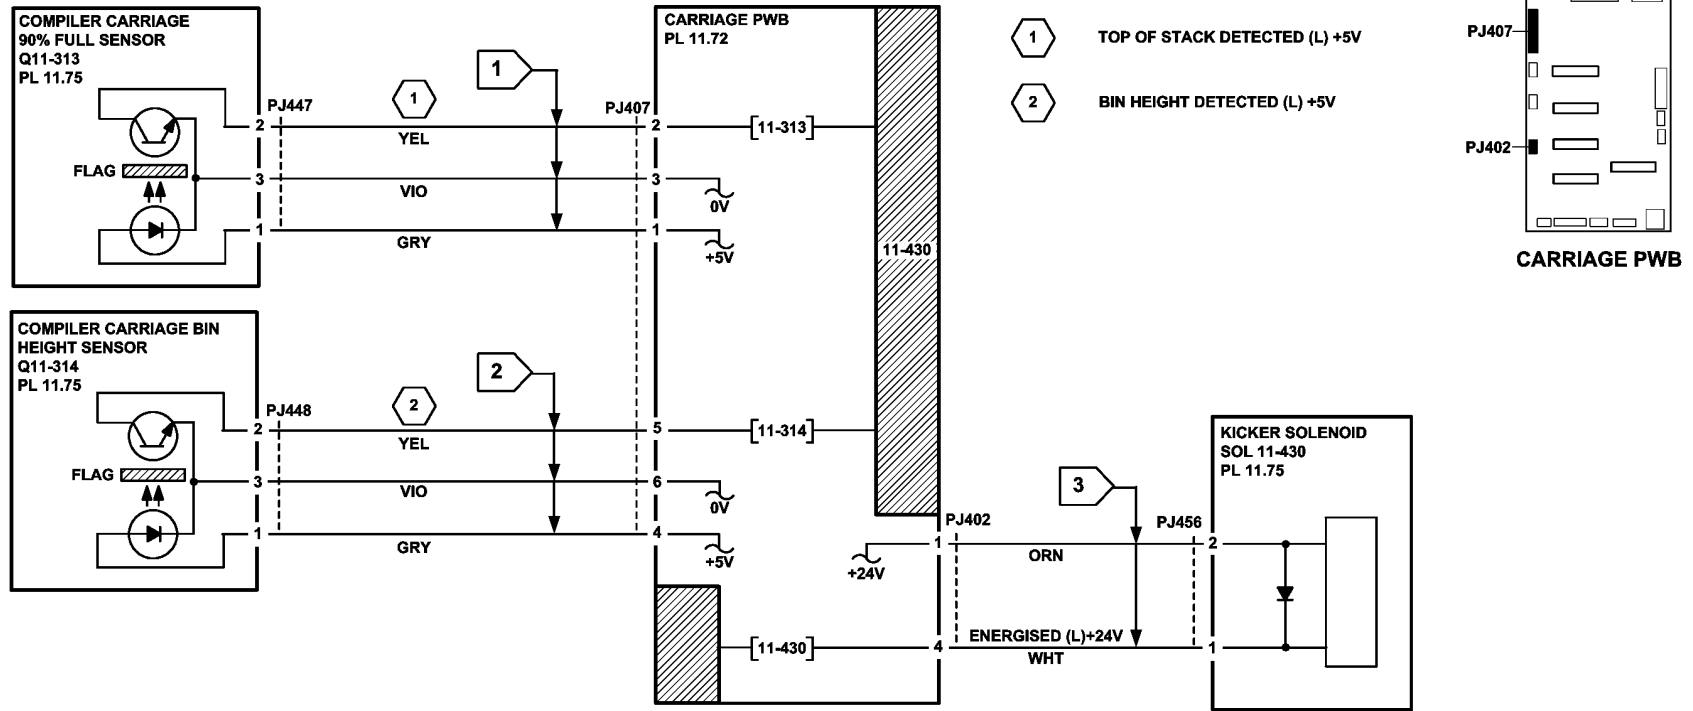 COMPILER CARRIAGE
90% FULL SENSOR
Q11-313
PL 11.75
FLAG
PJ447
2
3
1
1
YEL
VIO
GRY
1
PJ407
2
3
1
CARRIAGE PWB
PL 11.72
[11-313]
0V
+5V
11-430
1
TOP OF STACK DETECTED (L) +5V
2
BIN HEIGHT DETECTED (L) +5V
PJ407
PJ402
CARRIAGE PWB
COMPILER CARRIAGE BIN
HEIGHT SENSOR
Q11-314
PL 11.75
FLAG
PJ448
2
3
1
2
YEL
VIO
GRY
2
5
6
4
[11-314]
0V
+5V
+24V
[11-430]
PJ402
1
4
ORN
ENERGISED (L)+24V
WHT
3
PJ456
2
1
KICKER SOLENOID
SOL 11-430
PL 11.75